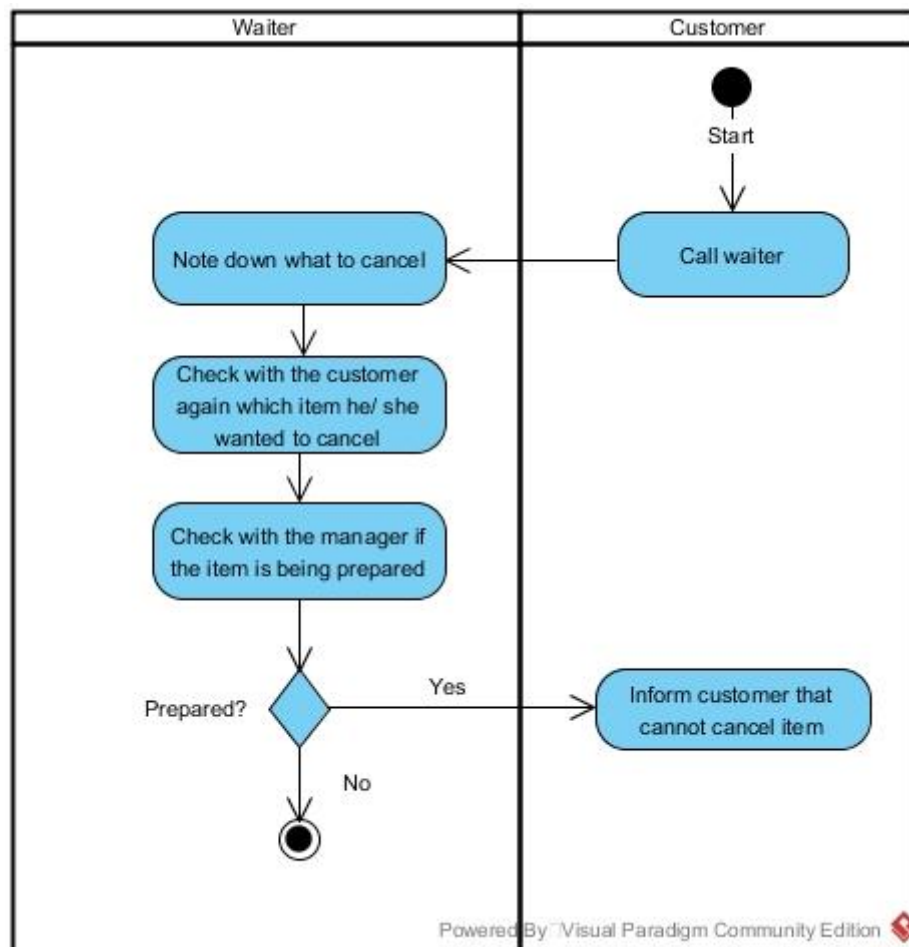 Waiter
Customer
Start
Call waiter
Note down what to cancel
Check with the customer
again which item he/ she
wanted to cancel
Check with the manager if
the item is being prepared
Prepared?
Yes
Inform customer that
cannot cancel item
No
Powered By Visual Paradigm Community Edition